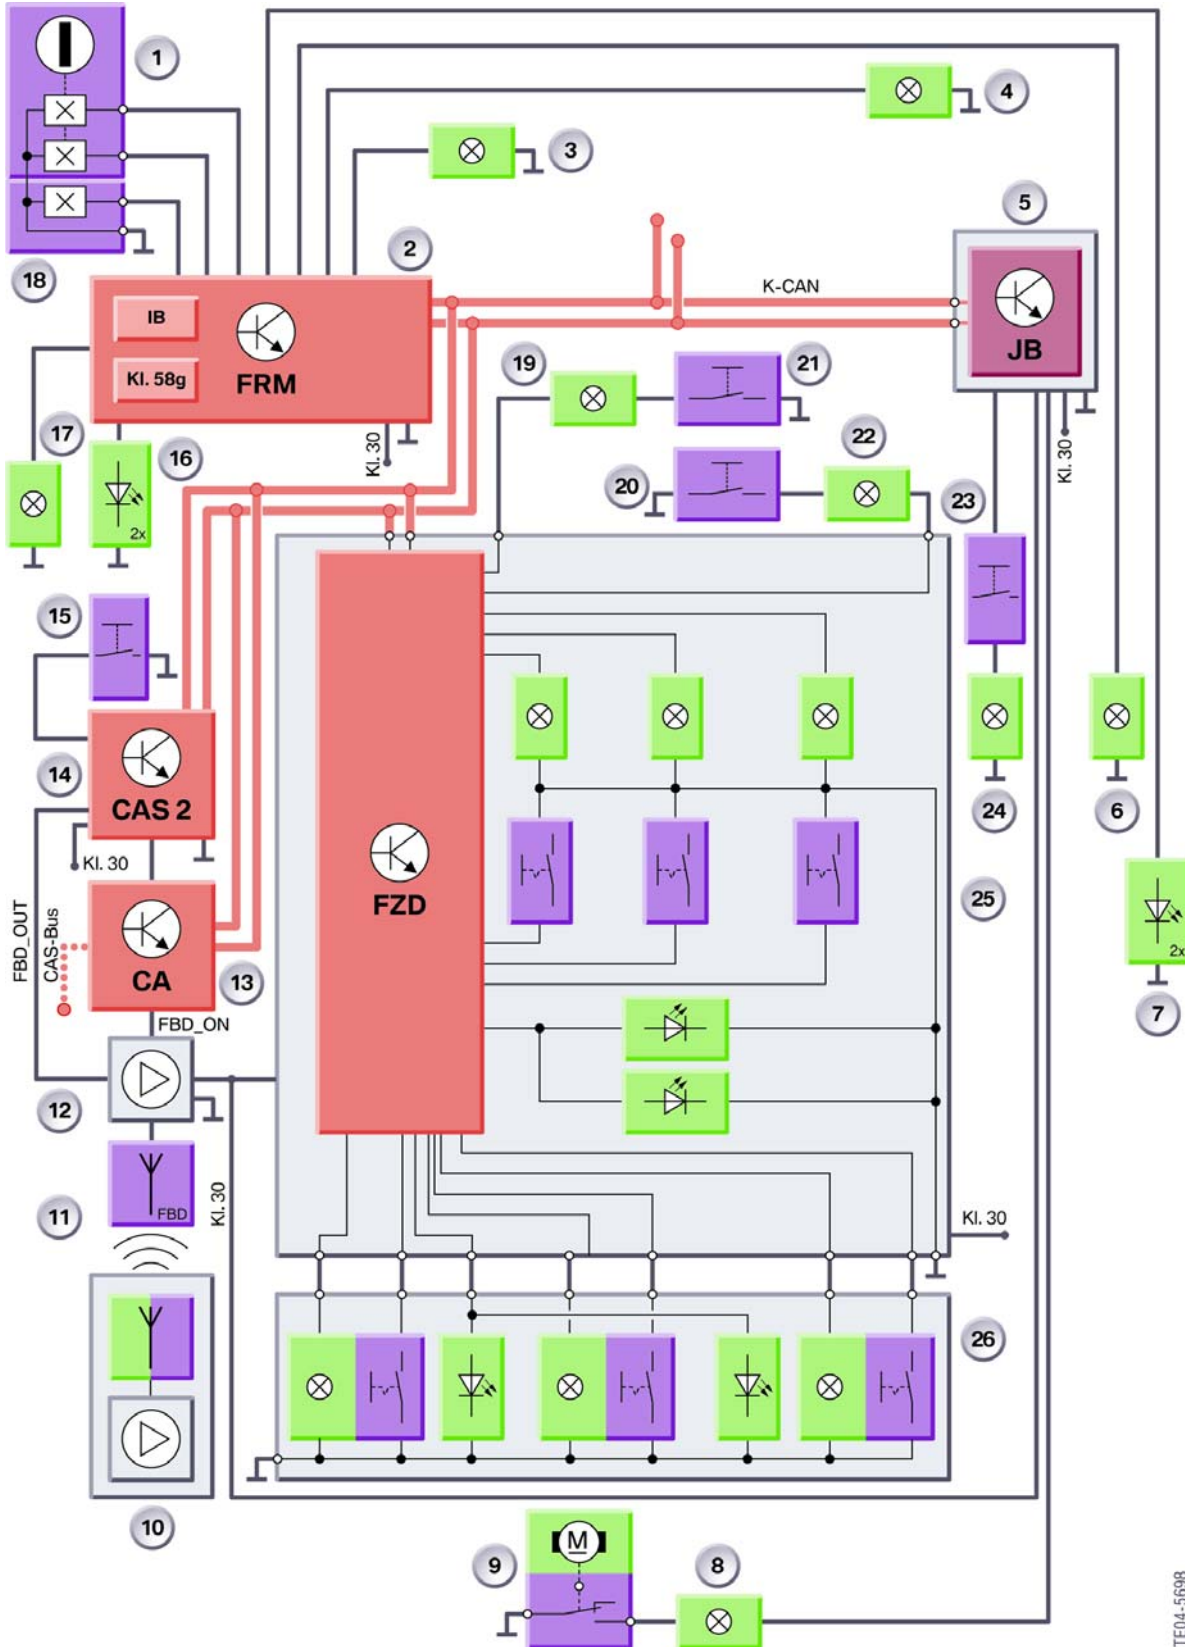 1
4
3
5
2
18
K-CAN
IB
FRM
Kl. 58g
JB
19
21
17
16
Kl. 30
22
Kl. 30
20
23
2x
15
14
CAS 2
24
6
Kl. 30
FZD
25
FBD_OUT
CAS-Bus
CA
13
2x
7
FBD_ON
12
11
FBD
Kl. 30
Kl. 30
26
10
M
9
8
TE04-5698